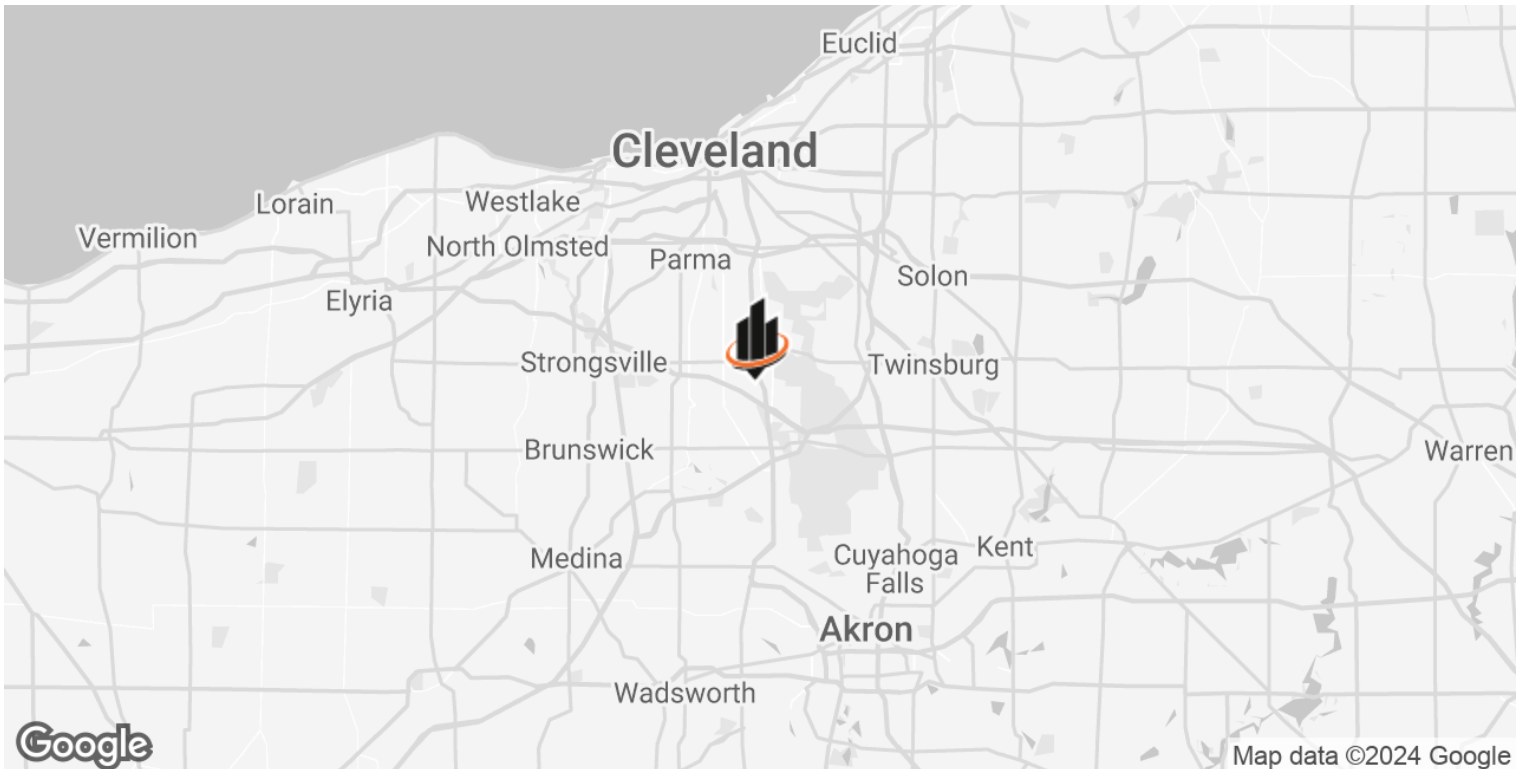 Euclid
Cleveland
Westlake
Lorain
Vermilion
North Olmsted
Parma
Solon
Elyria
Strongsville
Twinsburg
Brunswick
Warren
Medina
Cuyahoga
Falls
Kent
Akron
Wadsworth
Google
Map data ©2024 Google